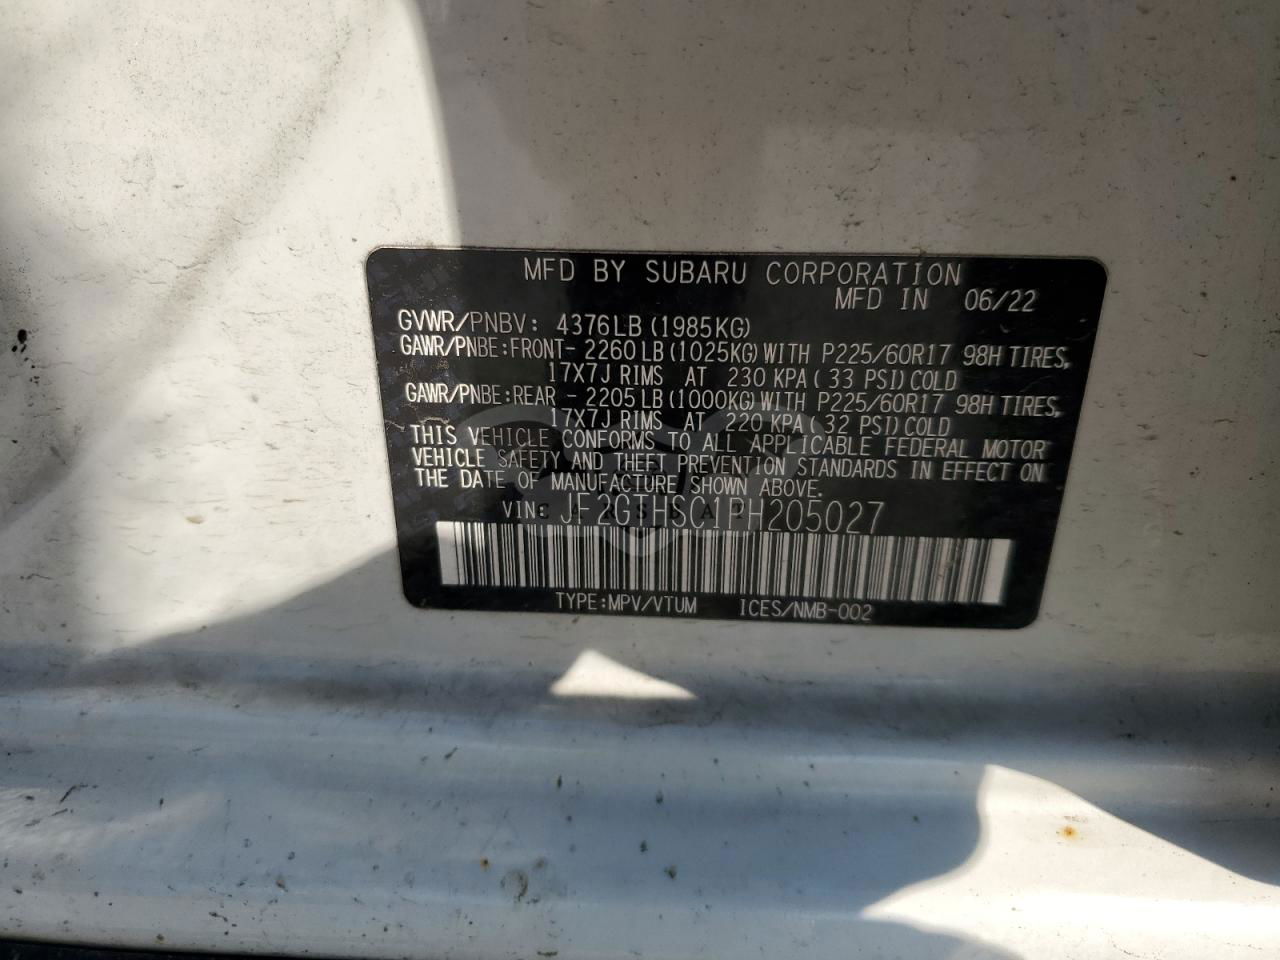 MFD BY SUBARU CORPORATION
MFD IN 06/22
GVWR/PNBV: 4376LB (1985KG)
GAWR/PNBE:FRONT- 2260 LB (1025KG) WITH P225/60R17 98H TIRES,
17X7J RIMS AT 230 KPA ( 33 PSI) COLD
GAWR/PNBE:REAR - 2205 LB (1000KG) WITH P225/60R17 98H TIRES,
17X7J RIMS AT 220 KPA ( 32 PSI) COLD
THIS VEHICLE CONFORMS TO ALL APPLICABLE FEDERAL MOTOR
VEHICLE SAFETY AND THEFT PREVENTION STANDARDS IN EFFECT ON
THE DATE OF MANUFACTURE SHOWN ABOVE.
VIN: JF2GTHSC1PH205027
TYPE:MPV/VTUM ICES/NMB-002